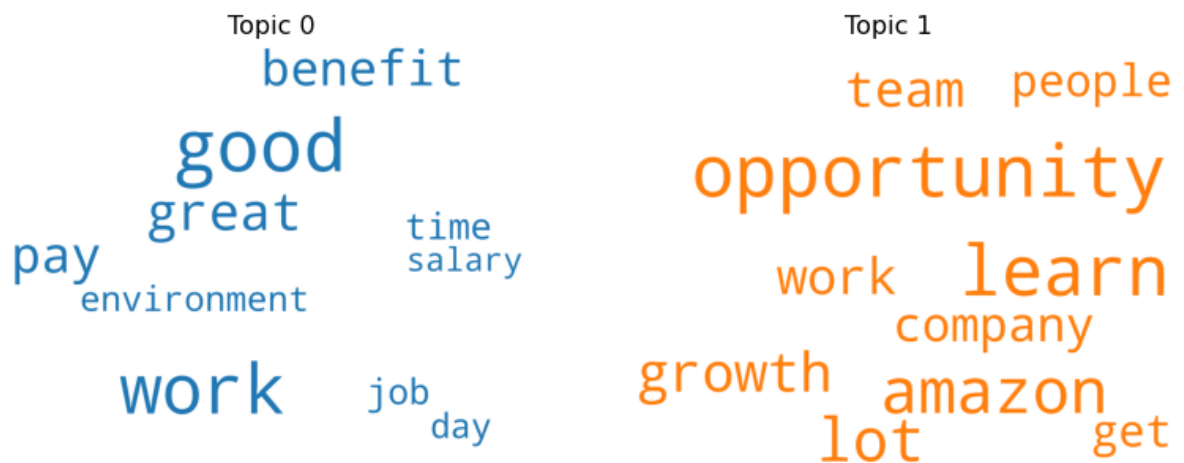 Topic 0
benefit
good
great
time
pay
salary
environment
work
job
day
Topic 1
team people
opportunity
work learn
company
growth amazon
lot get